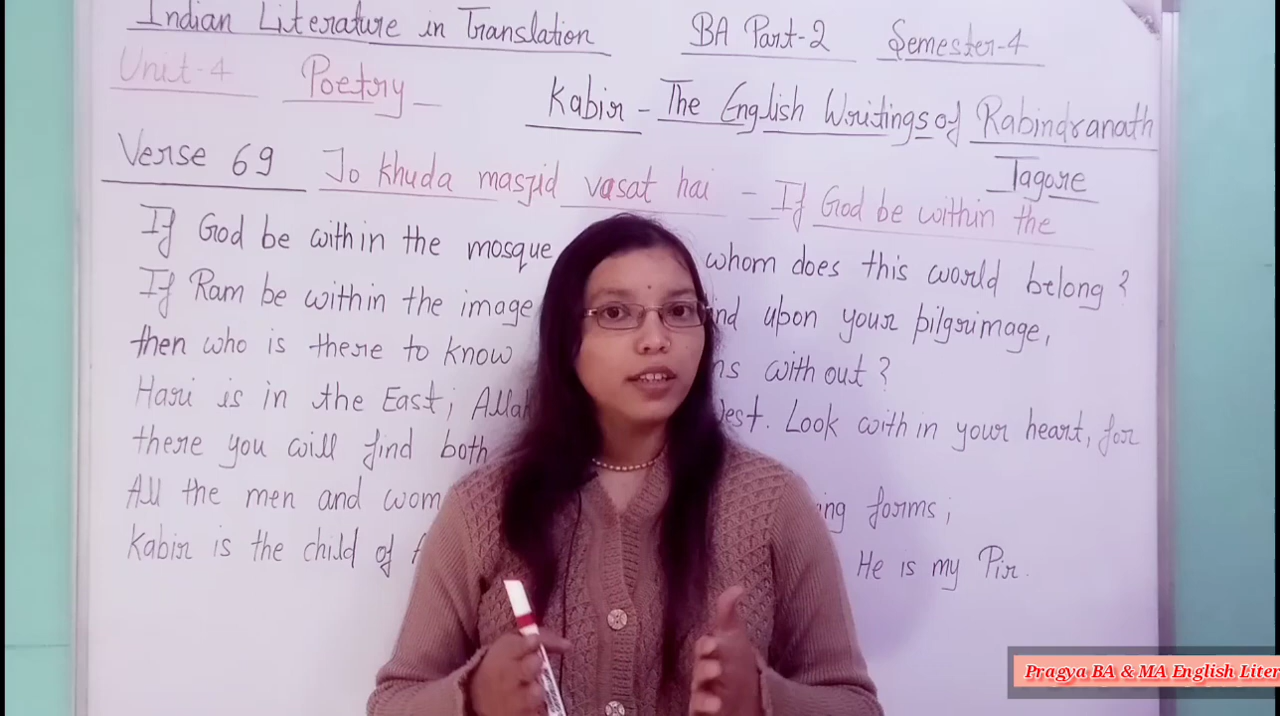 Indian Literature in Translation BA Part-2 Semester-4
Unit-4 Poetry Kabir - The English Writings of Rabindranath
Tagore
Verse 69 Jo khuda masjid vasat hai - If God be within the
If God be within the mosque whom does this world belong?
If Ram be within the image upon your pilgrimage,
then who is there to know without?
Hari is in the East; Allah West. Look within your heart, for
there you will find both
All the men and forms;
Kabir is the child of He is my Pir.
Pragya BA & MA English Liter